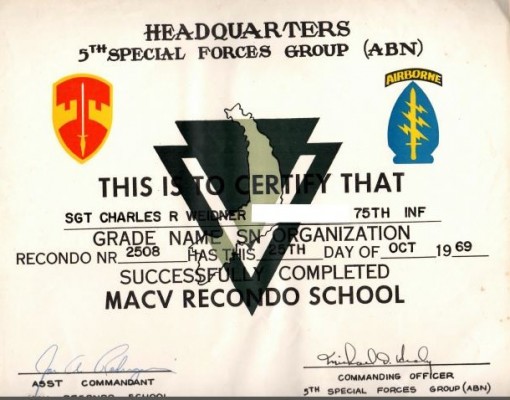 HEADQUARTERS
5TH SPECIAL FORCES GROUP (ABN)
AIRBORNE
THIS IS TO CERTIFY THAT
SGT CHARLES R WEIDNER 75TH INF
GRADE NAME SN ORGANIZATION
RECONDO NR 2508 HAS THIS 25TH DAY OF OCT 19 69
SUCCESSFULLY COMPLETED
MACV RECONDO SCHOOL
ASST COMMANDANT
COMMANDING OFFICER
RECONDO SCHOOL
5TH SPECIAL FORCES GROUP (ABN)